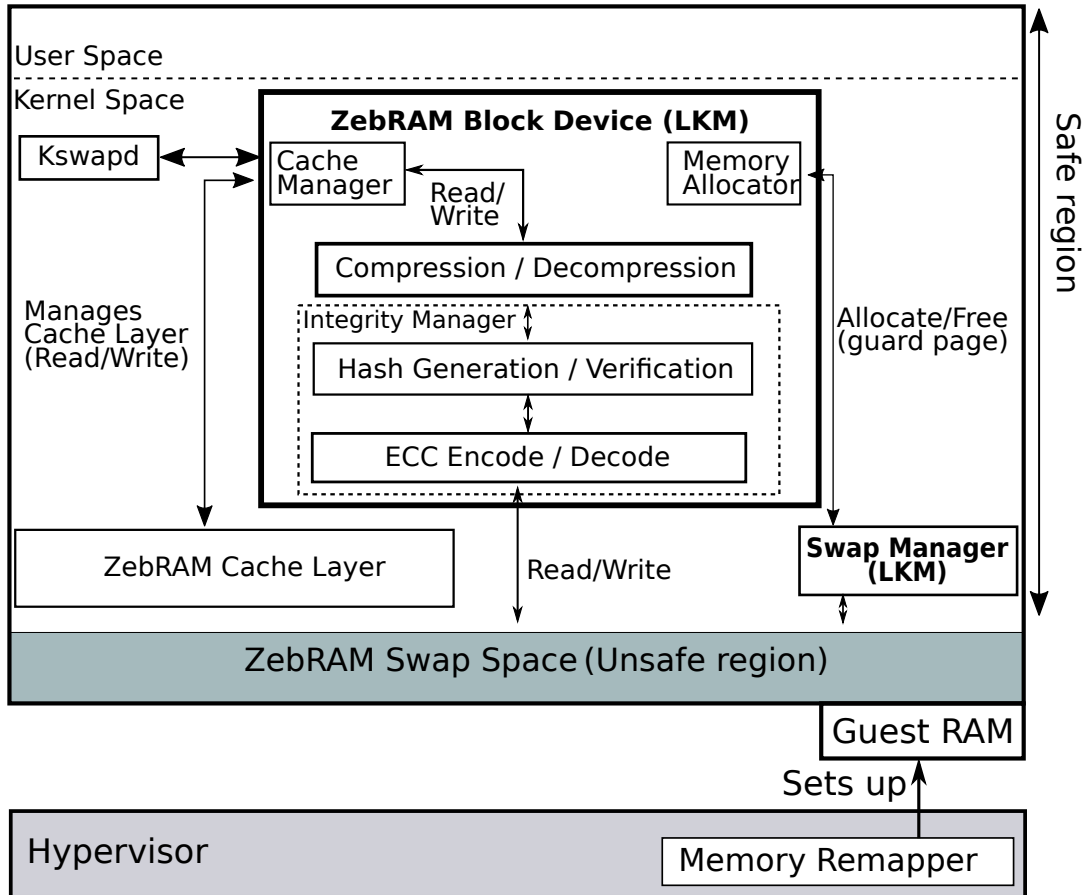 User Space
Kernel Space
ZebRAM Block Device (LKM)
Kswapd
Cache
Manager
Memory
Allocator
Read/
Write
Safe region
Compression / Decompression
Manages
Cache Layer
(Read/Write)
Integrity Manager
Allocate/Free
(guard page)
Hash Generation / Verification
ECC Encode / Decode
ZebRAM Cache Layer
Read/Write
Swap Manager
(LKM)
ZebRAM Swap Space (Unsafe region)
Guest RAM
Sets up
Hypervisor
Memory Remapper